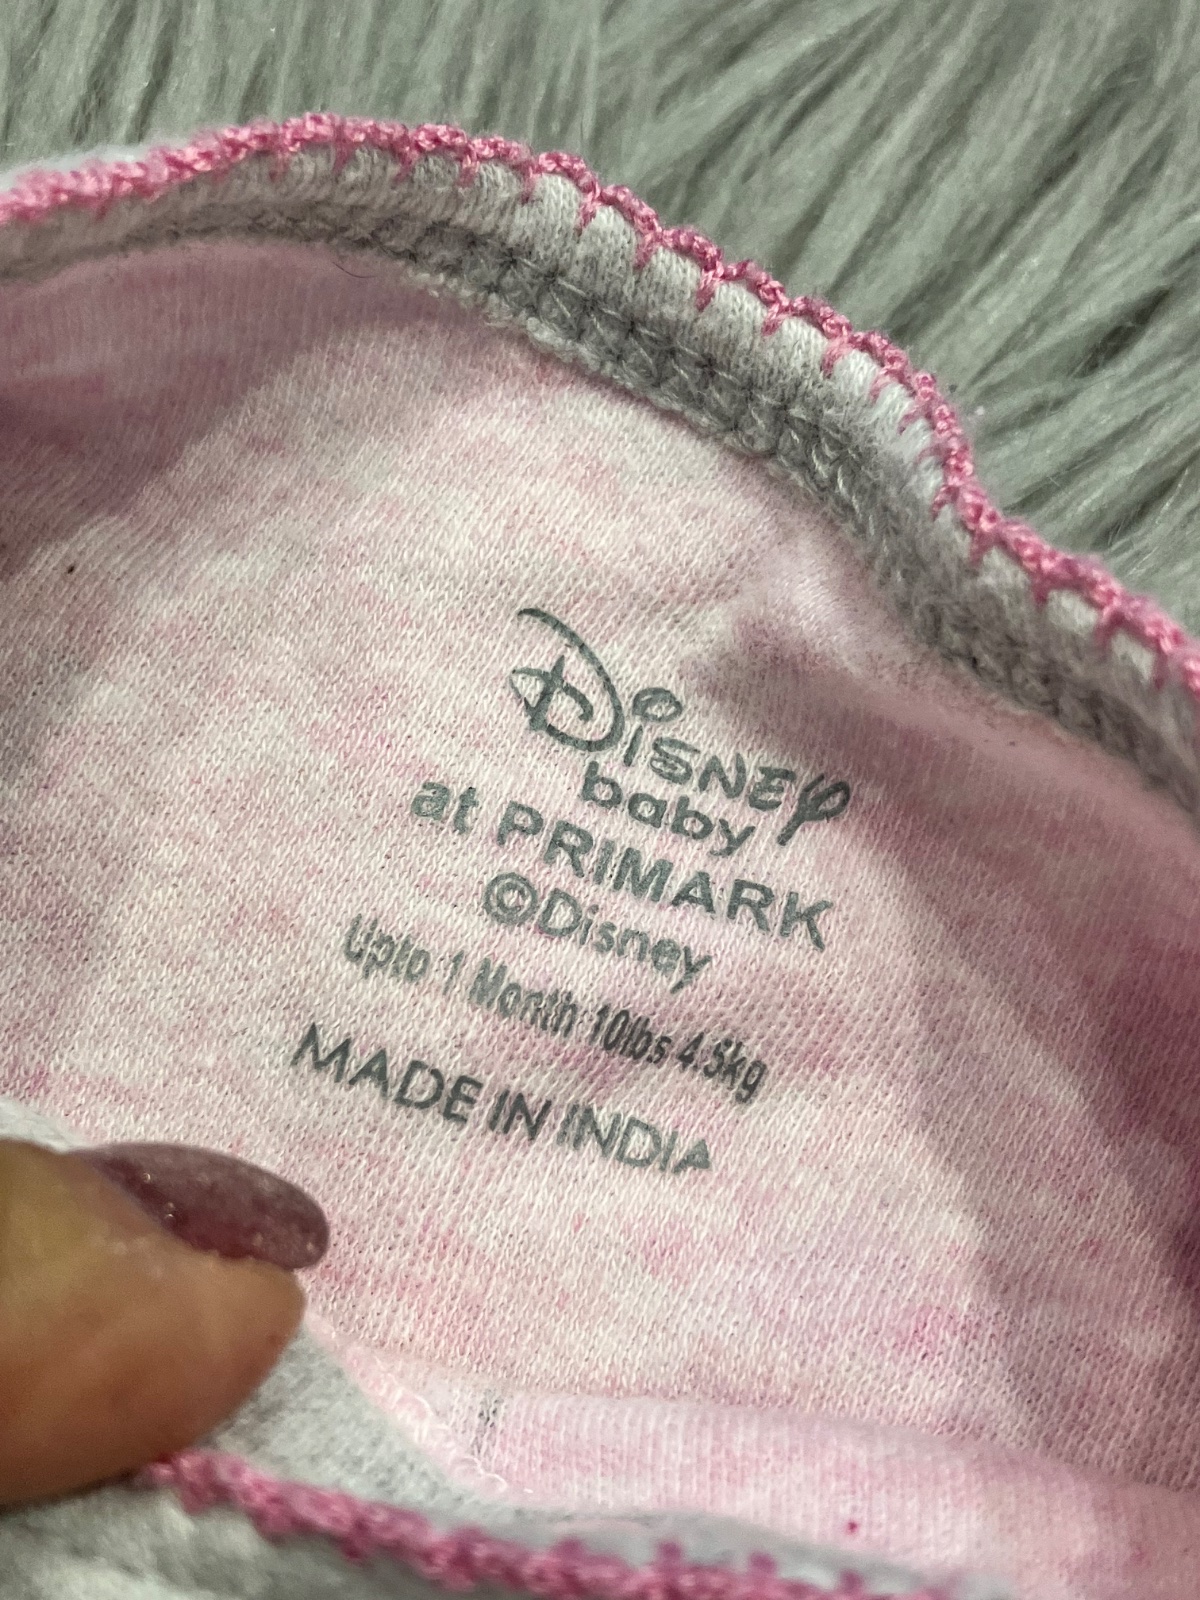 Disney
baby
at PRIMARK
©Disney
Upto 1 Month 10lbs 4.5kg
MADE IN INDIA